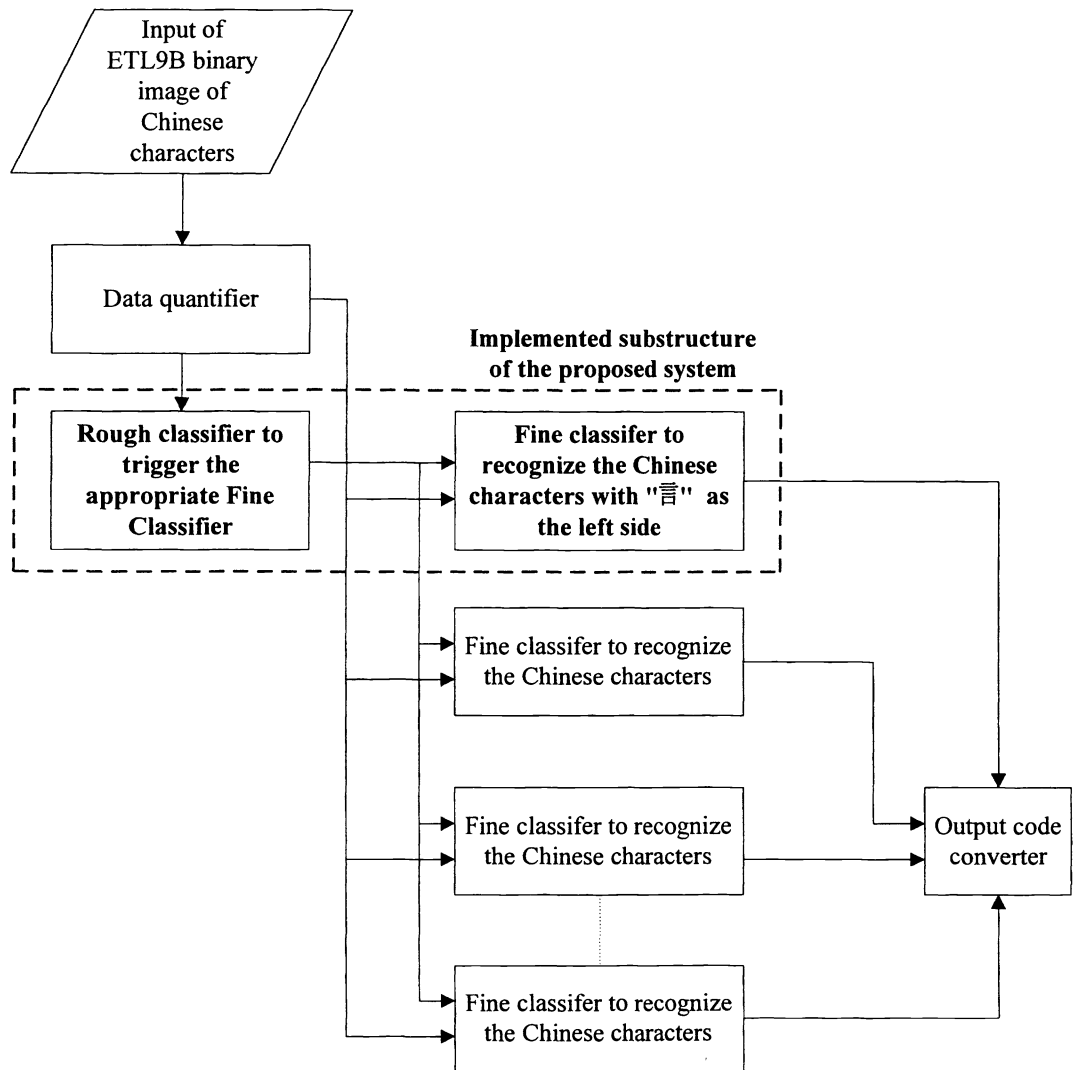 Input of
ETL9B binary
image of
Chinese
characters
Data quantifier
Implemented substructure
of the proposed system
Rough classifier to
trigger the
appropriate Fine
Classifier
Fine classifer to
recognize the Chinese
characters with "言" as
the left side
Fine classifer to recognize
the Chinese characters
Fine classifer to recognize
the Chinese characters
Output code
converter
Fine classifer to recognize
the Chinese characters